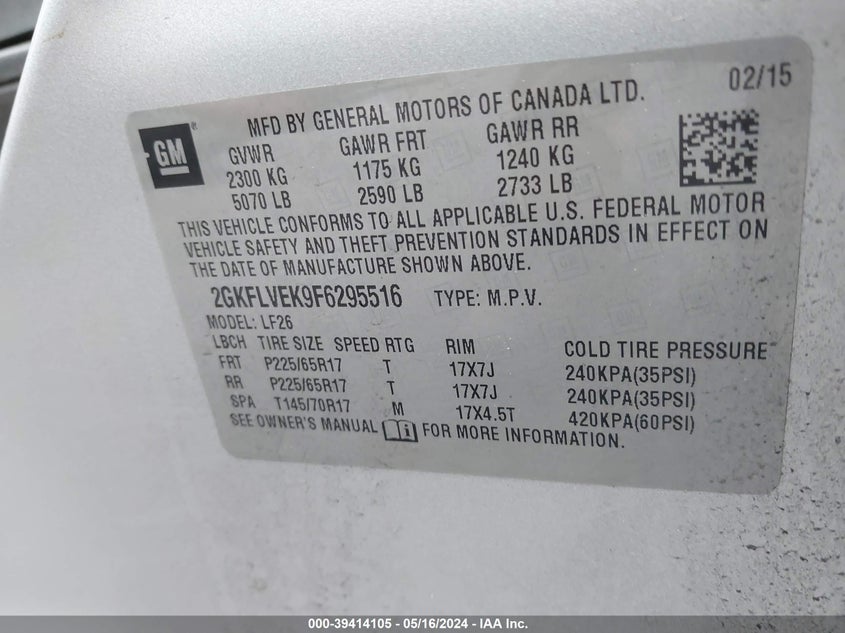 MFD BY GENERAL MOTORS OF CANADA LTD. 02/15
GM
GVWR GAWR FRT GAWR RR
2300 KG 1175 KG 1240 KG
5070 LB 2590 LB 2733 LB
THIS VEHICLE CONFORMS TO ALL APPLICABLE U.S. FEDERAL MOTOR
VEHICLE SAFETY AND THEFT PREVENTION STANDARDS IN EFFECT ON
THE DATE OF MANUFACTURE SHOWN ABOVE.
2GKFLVEK9F6295516 TYPE: M.P.V.
MODEL: LF26
LBCH TIRE SIZE SPEED RTG RIM COLD TIRE PRESSURE
FRT P225/65R17 T 17X7J 240KPA(35PSI)
RR P225/65R17 T 17X7J 240KPA(35PSI)
SPA T145/70R17 M 17X4.5T 420KPA(60PSI)
SEE OWNER'S MANUAL FOR MORE INFORMATION.
000-39414105 - 05/16/2024 - IAA Inc.